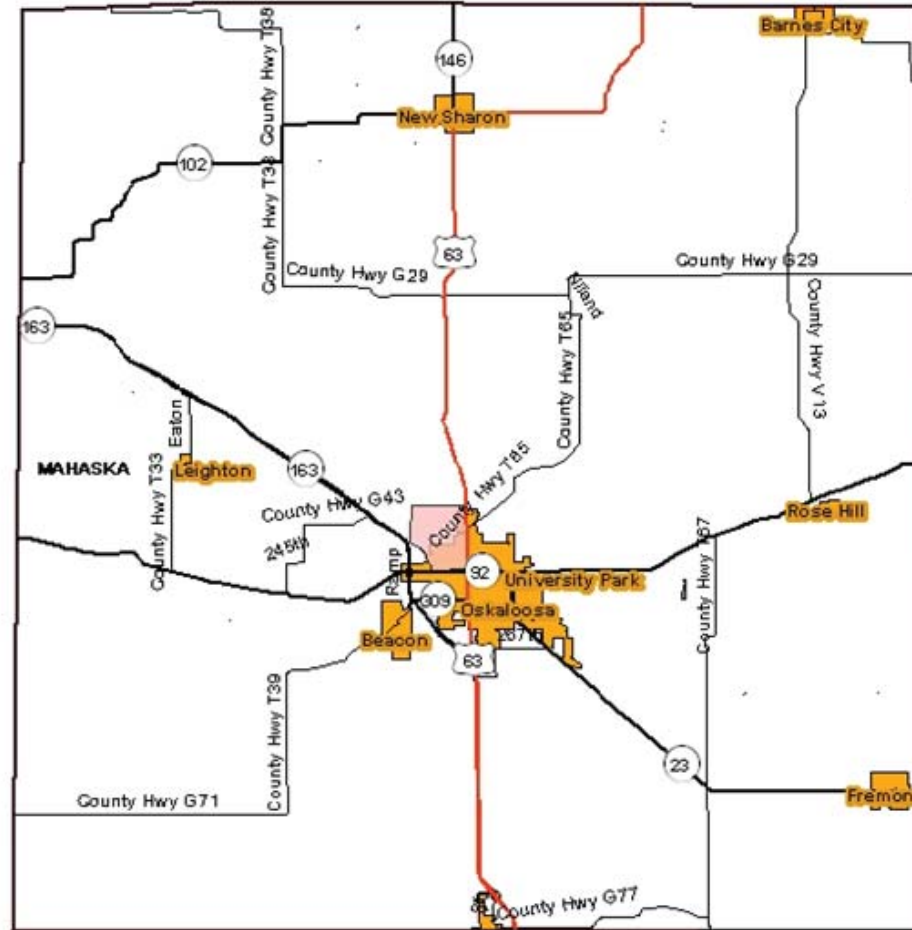 County Hwy T38
Barnes City
146
New Sharon
102
County Hwy T38
63
County Hwy G29
County Hwy G29
Niland
163
County Hwy T65
County Hwy V13
Eaton
MAHASKA
Leighton
163
County Hwy T33
County Hwy G43
County Hwy T65
Rose Hill
245th
Ramp
92
University Park
County Hwy T67
309
Oskaloosa
Beacon
267th
63
County Hwy T39
23
County Hwy G71
Fremon
County Hwy G77